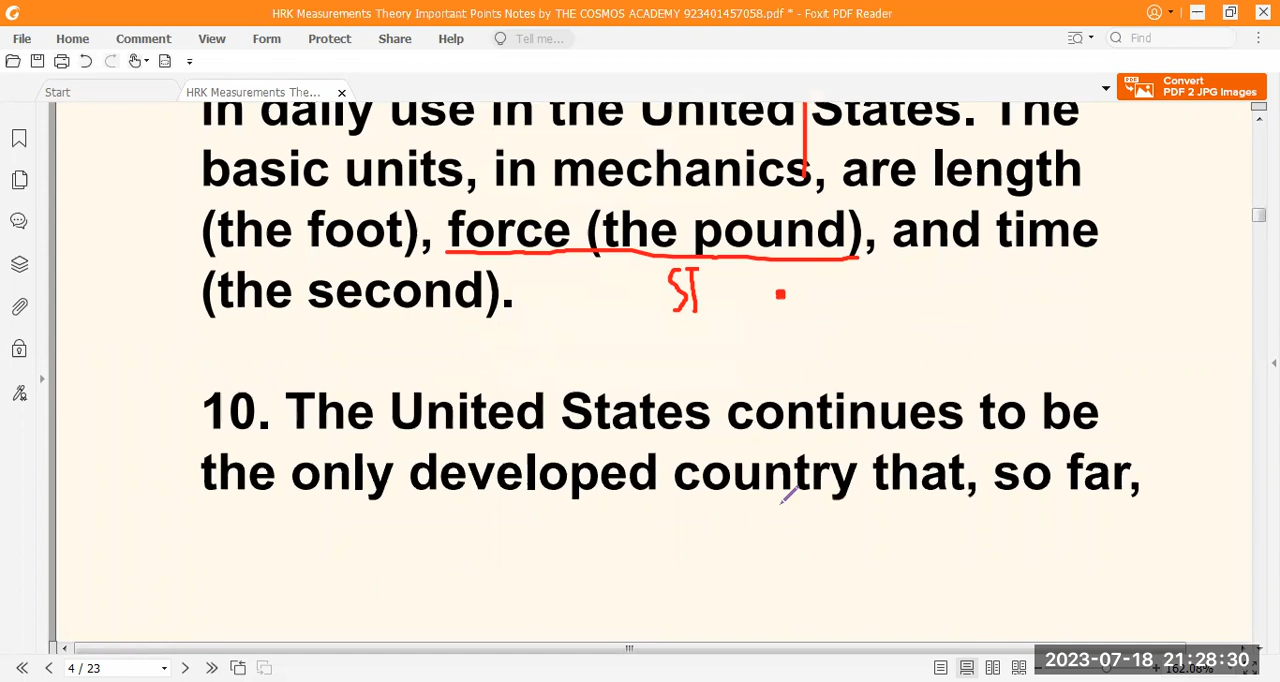 HRK Measurements Theory Important Points Notes by THE COSMOS ACADEMY 923401457058.pdf * - Foxit PDF Reader
File Home Comment View Form Protect Share Help Tell me... Find
Start HRK Measurements The... Convert
PDF 2 JPG Images
in daily use in the United States. The
basic units, in mechanics, are length
(the foot), force (the pound), and time
(the second).
SI
10. The United States continues to be
the only developed country that, so far,
4 / 23
2023-07-18 21:28:30
162.08%